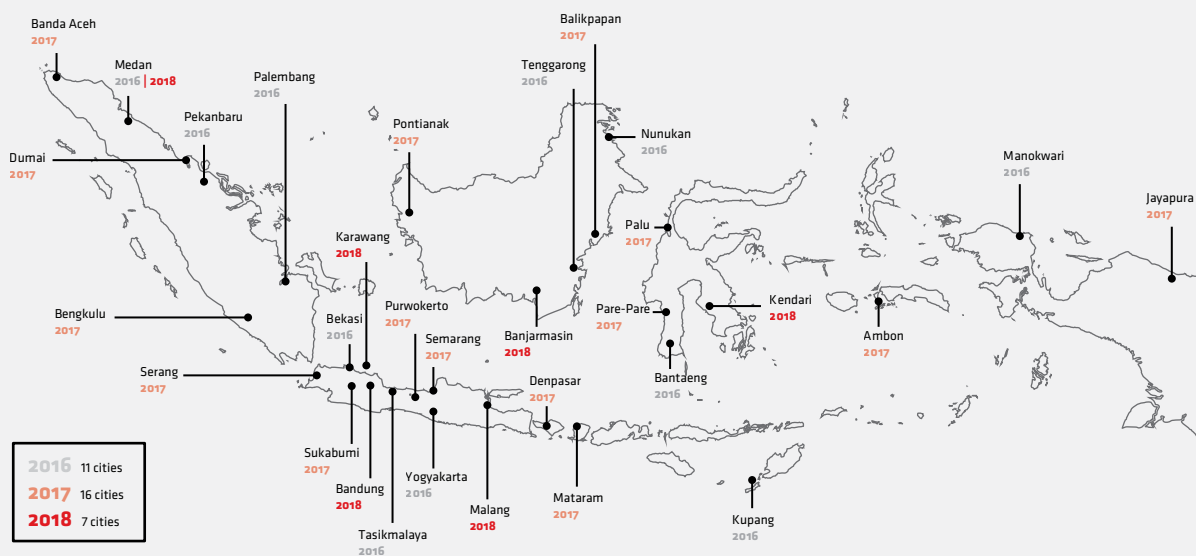 Banda Aceh
2017
Medan
2016 | 2018
Palembang
2016
Pekanbaru
2016
Dumai
2017
Balikpapan
2017
Tenggarong
2016
Pontianak
2017
Nunukan
2016
Manokwari
2016
Jayapura
2017
Palu
2017
Karawang
2018
Bengkulu
2017
Bekasi
2016
Purwokerto
2017
Semarang
2017
Banjarmasin
2018
Pare-Pare
2017
Kendari
2018
Ambon
2017
Serang
2017
Denpasar
2017
Bantaeng
2016
Sukabumi
2017
Bandung
2018
Tasikmalaya
2016
Yogyakarta
2016
Malang
2018
Mataram
2017
Kupang
2016
2016 11 cities
2017 16 cities
2018 7 cities